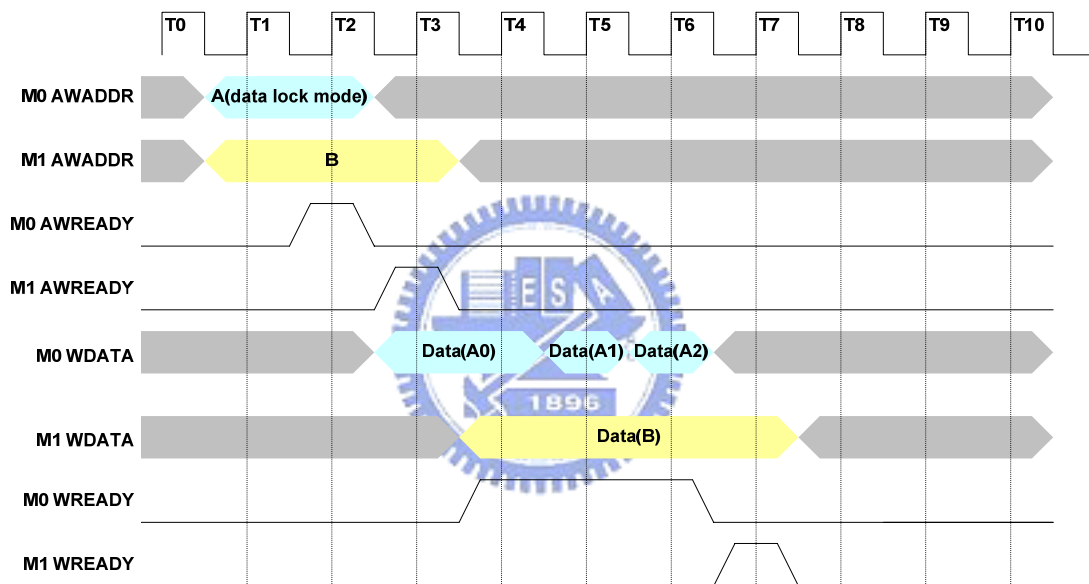 T0 T1 T2 T3 T4 T5 T6 T7 T8 T9 T10
M0 AWADDR A(data lock mode)
M1 AWADDR B
M0 AWREADY
M1 AWREADY
E S A
M0 WDATA Data(A0) Data(A1) Data(A2)
1896
M1 WDATA Data(B)
M0 WREADY
M1 WREADY